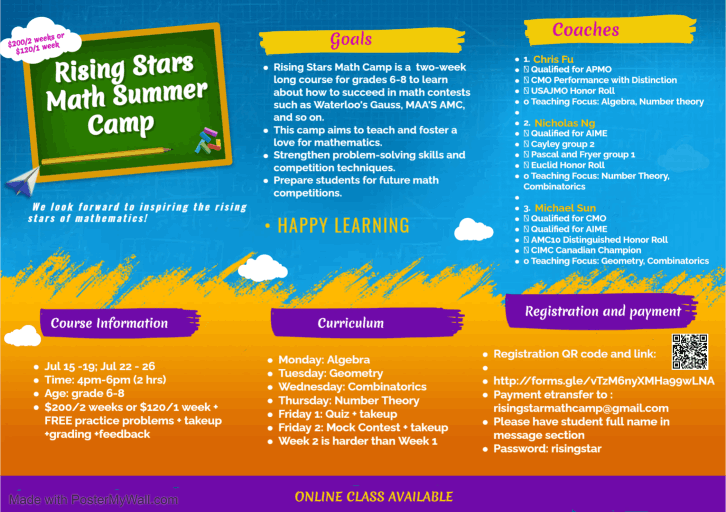 $200/2 weeks or
$120/1 week
Rising Stars
Math Summer
Camp
We look forward to inspiring the rising
stars of mathematics!
Goals
• Rising Stars Math Camp is a two-week
long course for grades 6-8 to learn
about how to succeed in math contests
such as Waterloo's Gauss, MAA'S AMC,
and so on.
• This camp aims to teach and foster a
love for mathematics.
• Strengthen problem-solving skills and
competition techniques.
• Prepare students for future math
competitions.
• HAPPY LEARNING
Coaches
• 1. Chris Fu
• Qualified for APMO
• CMO Performance with Distinction
• USAJMO Honor Roll
• o Teaching Focus: Algebra, Number theory
•
• 2. Nicholas Ng
• Qualified for AIME
• Cayley group 2
• Pascal and Fryer group 1
• Euclid Honor Roll
• o Teaching Focus: Number Theory,
Combinatorics
•
• 3. Michael Sun
• Qualified for CMO
• Qualified for AIME
• AMC10 Distinguished Honor Roll
• CIMC Canadian Champion
• o Teaching Focus: Geometry, Combinatorics
Course Information
• Jul 15 -19; Jul 22 - 26
• Time: 4pm-6pm (2 hrs)
• Age: grade 6-8
• $200/2 weeks or $120/1 week +
FREE practice problems + takeup
+grading +feedback
Curriculum
• Monday: Algebra
• Tuesday: Geometry
• Wednesday: Combinatorics
• Thursday: Number Theory
• Friday 1: Quiz + takeup
• Friday 2: Mock Contest + takeup
• Week 2 is harder than Week 1
Registration and payment
• Registration QR code and link:
•
• http://forms.gle/vTzM6nyXMHa99wLNA
• Payment etransfer to :
risingstarmathcamp@gmail.com
• Please have student full name in
message section
• Password: risingstar
Made with PosterMyWall.com
ONLINE CLASS AVAILABLE